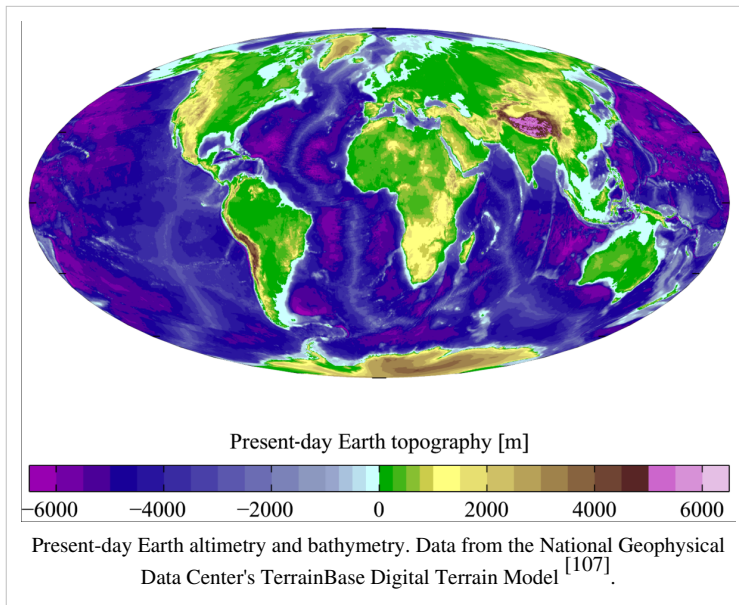 Present-day Earth topography [m]
−6000 −4000 −2000 0 2000 4000 6000
Present-day Earth altimetry and bathymetry. Data from the National Geophysical
Data Center's TerrainBase Digital Terrain Model [107].